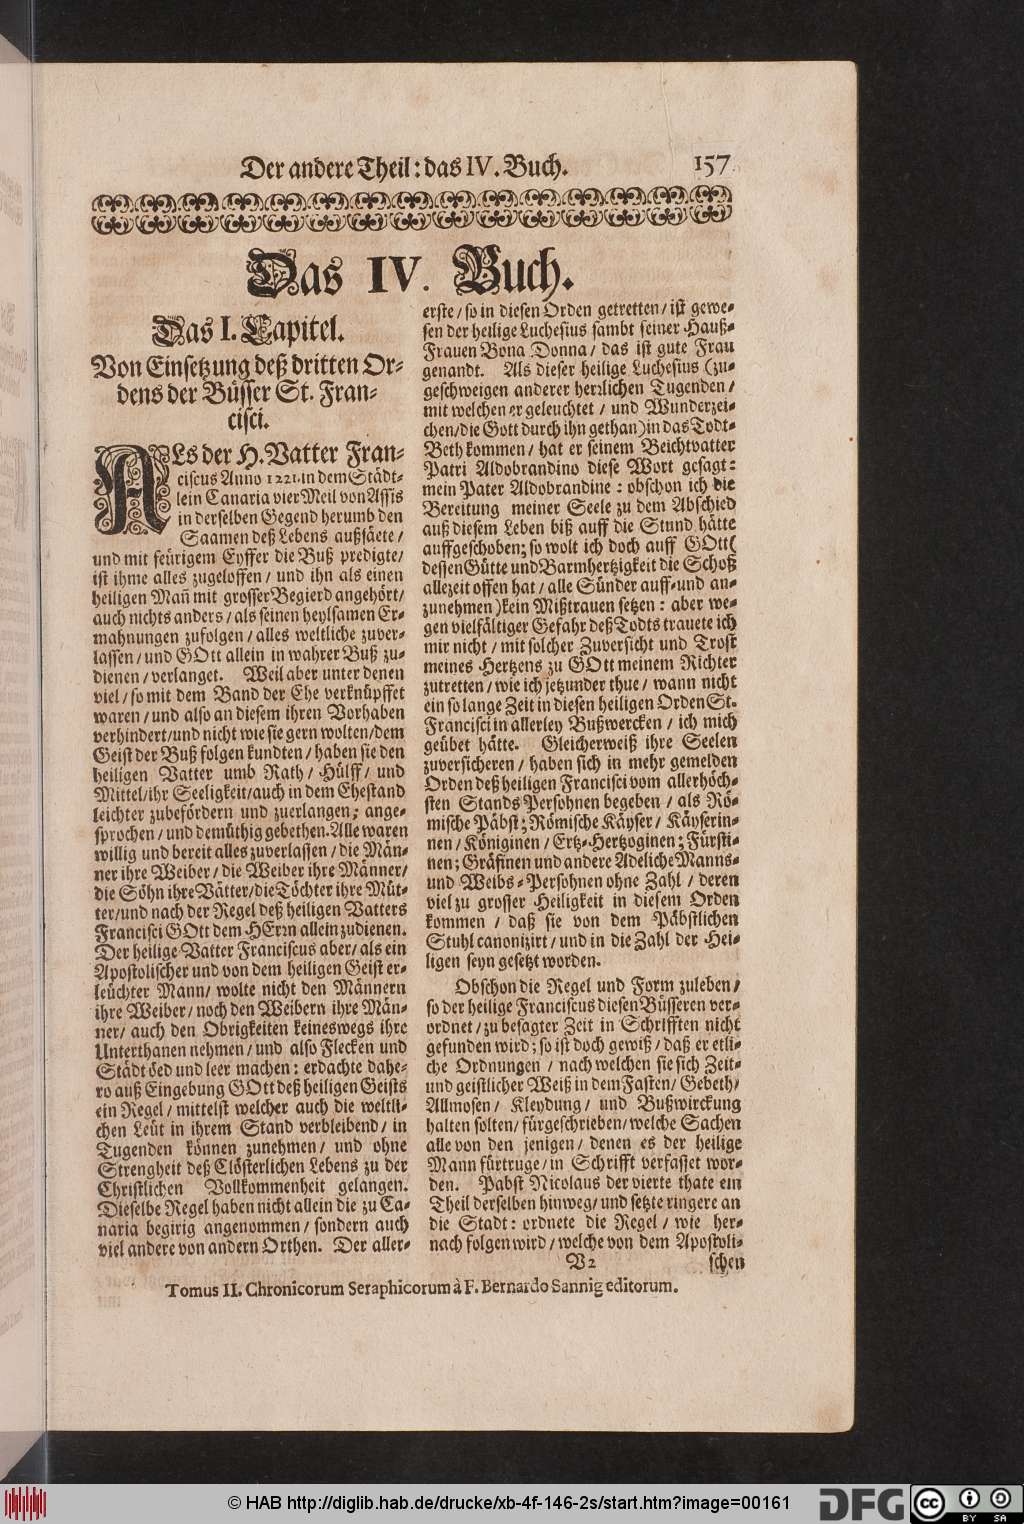 Der andere Theil: das IV. Buch. 157
Das IV. Buch.
Das I. Capitel.
Von Einsetzung deß dritten Or-
dens der Büsser St. Fran-
cisci.
ALs der H. Vatter Fran-
ciscus Anno 1221. in dem Städt-
lein Canaria vier Meil von Assis
in derselben Gegend herumb den
Saamen deß Lebens außsäete /
und mit feürigem Eyffer die Buß predigte/
ist ihme alles zugeloffen / und ihn als einen
heiligen Mañ mit grosser Begierd angehört/
auch nichts anders / als seinen heylsamen Er-
mahnungen zufolgen / alles weltliche zuver-
lassen / und GOtt allein in wahrer Buß zu-
dienen / verlanget. Weil aber unter denen
viel / so mit dem Band der Ehe verknüpffet
waren / und also an diesem ihren Vorhaben
verhindert/und nicht wie sie gern wolten/dem
Geist der Buß folgen kundten / haben sie den
heiligen Vatter umb Rath / Hülff / und
Mittel/ihr Seeligkeit/auch in dem Ehestand
leichter zubefördern und zuerlangen; ange-
sprochen / und demüthig gebethen. Alle waren
willig und bereit alles zuverlassen / die Män-
ner ihre Weiber / die Weiber ihre Männer/
die Söhn ihre Vätter/die Töchter ihre Müt-
ter/und nach der Regel deß heiligen Vatters
Francisci GOtt dem HErrn allein zudienen.
Der heilige Vatter Franciscus aber/ als ein
Apostolischer und von dem heiligen Geist er-
leüchter Mann/ wolte nicht den Männern
ihre Weiber / noch den Weibern ihre Män-
ner/ auch den Obrigkeiten keineswegs ihre
Unterthanen nehmen / und also Flecken und
Städt öed und leer machen: erdachte dahe-
ro auß Eingebung GOtt deß heiligen Geists
ein Regel / mittelst welcher auch die weltli-
chen Leüt in ihrem Stand verbleibend / in
Tugenden können zunehmen / und ohne
Strengheit deß Clösterlichen Lebens zu der
Christlichen Vollkommenheit gelangen.
Dieselbe Regel haben nicht allein die zu Ca-
naria begirig angenommen / sondern auch
viel andere von andern Orthen. Der aller-
erste / so in diesen Orden getretten / ist gewe-
sen der heilige Luchesius sambt seiner Hauß-
Frauen Bona Donna / das ist gute Frau
genandt. Als dieser heilige Luchesius (zu-
geschweigen anderer herrlichen Tugenden /
mit welchen er geleuchtet / und Wunderzei-
chen/die Gott durch ihn gethan) in das Todt-
Beth kommen / hat er seinem Beichtvatter
Patri Aldobrandino diese Wort gesagt:
mein Pater Aldobrandine : obschon ich die
Bereitung meiner Seele zu dem Abschied
auß diesem Leben biß auff die Stund hätte
auffgeschoben; so wolt ich doch auff GOtt (
dessen Gütte und Barmhertzigkeit die Schoß
allezeit offen hat / alle Sünder auff-und an-
zunehmen ) kein Mißtrauen setzen : aber we-
gen vielfältiger Gefahr deß Todts trauete ich
mir nicht / mit solcher Zuversicht und Trost
meines Hertzens zu GOtt meinem Richter
zutretten / wie ich jetzunder thue / wann nicht
ein so lange Zeit in diesen heiligen Orden St.
Francisci in allerley Bußwercken / ich mich
geübet hätte. Gleicherweiß ihre Seelen
zuversicheren / haben sich in mehr gemelden
Orden deß heiligen Francisci vom allerhöch-
sten Stands Persohnen begeben / als Rö-
mische Päbst; Römische Käyser / Käyserin-
nen / Königinen / Ertz-Hertzoginen; Fürsti-
nen; Gräfinen und andere Adeliche Manns-
und Weibs-Persohnen ohne Zahl / deren
viel zu grosser Heiligkeit in diesem Orden
kommen / daß sie von dem Päbstlichen
Stuhl canonizirt / und in die Zahl der Hei-
ligen seyn gesetzt worden.
Obschon die Regel und Form zuleben /
so der heilige Franciscus diesen Büsseren ver-
ordnet / zu besagter Zeit in Schrifften nicht
gefunden wird; so ist doch gewiß / daß er etli-
che Ordnungen / nach welchen sie sich Zeit-
und geistlicher Weiß in dem Fasten/ Gebeth/
Allmosen / Kleydung / und Bußwirckung
halten solten / fürgeschrieben/welche Sachen
alle von den jenigen / denen es der heilige
Mann fürtruge / in Schrifft verfasset wor-
den. Pabst Nicolaus der vierte thate ein
Theil derselben hinweg / und setzte ringere an
die Stadt: ordnete die Regel / wie her-
nach folgen wird / welche von dem Apostoli-
V 2 schen
Tomus II. Chronicorum Seraphicorum à F. Bernardo Sannig editorum.
© HAB http://diglib.hab.de/drucke/xb-4f-146-2s/start.htm?image=00161
DFG
cc BY SA